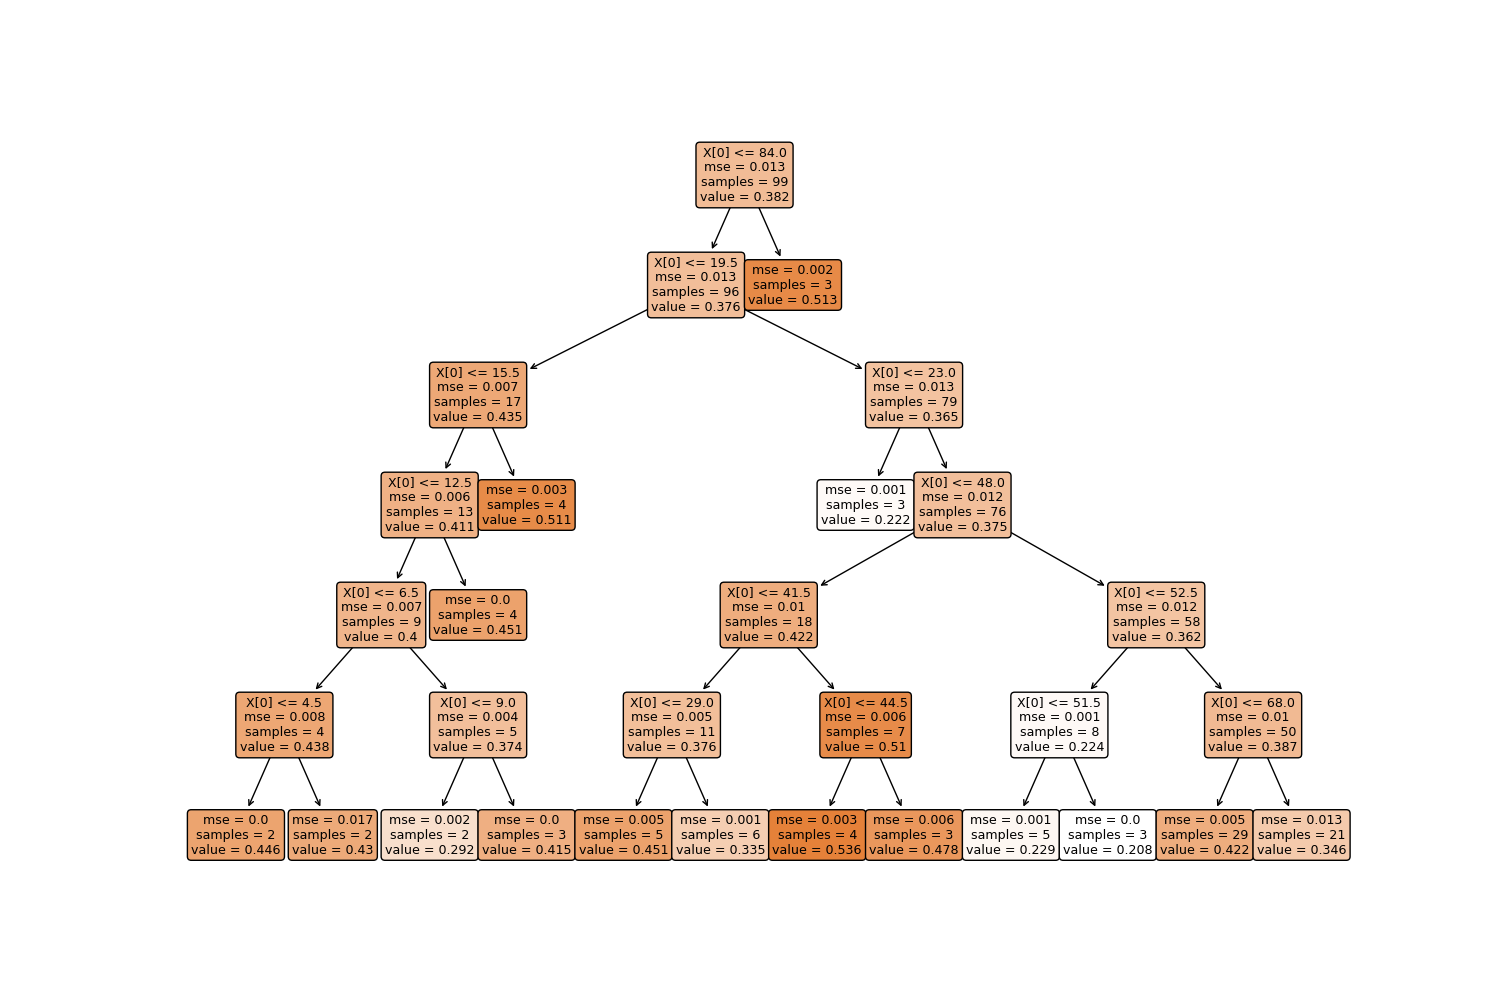 X[0] <= 84.0
mse = 0.013
samples = 99
value = 0.382
X[0] <= 19.5
mse = 0.013
samples = 96
value = 0.376
mse = 0.002
samples = 3
value = 0.513
X[0] <= 15.5
mse = 0.007
samples = 17
value = 0.435
X[0] <= 23.0
mse = 0.013
samples = 79
value = 0.365
X[0] <= 12.5
mse = 0.006
samples = 13
value = 0.411
mse = 0.003
samples = 4
value = 0.511
mse = 0.001
samples = 3
value = 0.222
X[0] <= 48.0
mse = 0.012
samples = 76
value = 0.375
X[0] <= 6.5
mse = 0.007
samples = 9
value = 0.4
mse = 0.0
samples = 4
value = 0.451
X[0] <= 41.5
mse = 0.01
samples = 18
value = 0.422
X[0] <= 52.5
mse = 0.012
samples = 58
value = 0.362
X[0] <= 4.5
mse = 0.008
samples = 4
value = 0.438
X[0] <= 9.0
mse = 0.004
samples = 5
value = 0.374
X[0] <= 29.0
mse = 0.005
samples = 11
value = 0.376
X[0] <= 44.5
mse = 0.006
samples = 7
value = 0.51
X[0] <= 51.5
mse = 0.001
samples = 8
value = 0.224
X[0] <= 68.0
mse = 0.01
samples = 50
value = 0.387
mse = 0.0
samples = 2
value = 0.446
mse = 0.017
samples = 2
value = 0.43
mse = 0.002
samples = 2
value = 0.292
mse = 0.0
samples = 3
value = 0.415
mse = 0.005
samples = 5
value = 0.451
mse = 0.001
samples = 6
value = 0.335
mse = 0.003
samples = 4
value = 0.536
mse = 0.006
samples = 3
value = 0.478
mse = 0.001
samples = 5
value = 0.229
mse = 0.0
samples = 3
value = 0.208
mse = 0.005
samples = 29
value = 0.422
mse = 0.013
samples = 21
value = 0.346